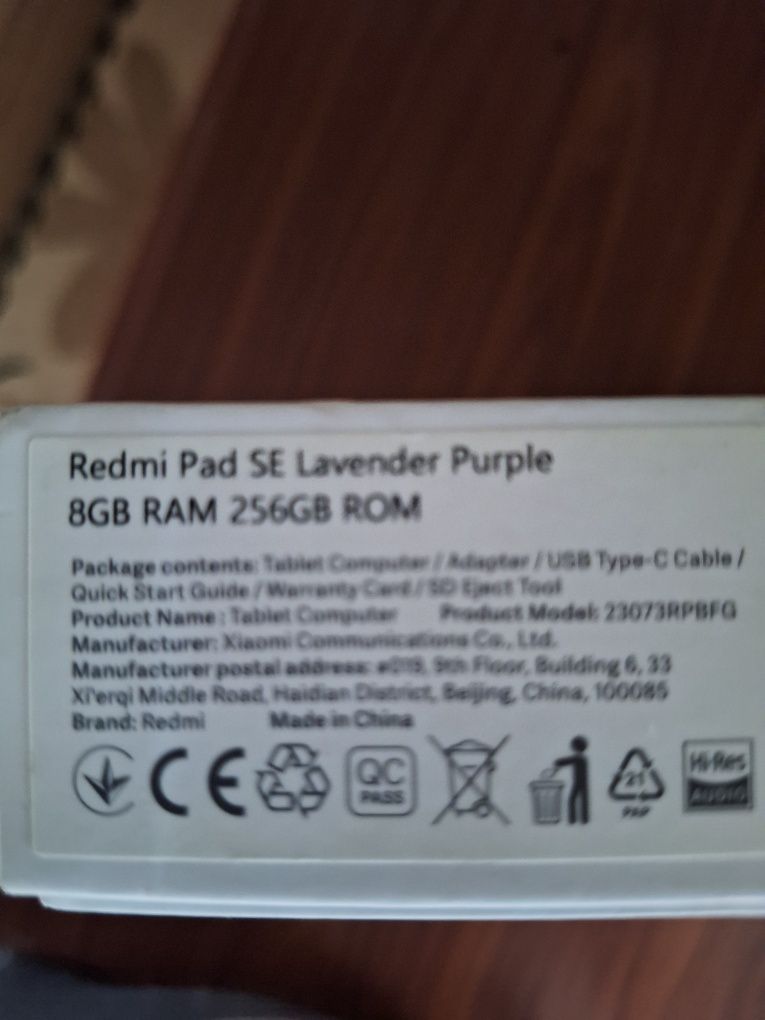 Redmi Pad SE Lavender Purple
8GB RAM 256GB ROM
Package contents: Tablet Computer / Adapter / USB Type-C Cable /
Quick Start Guide / Warranty Card / SD Eject Tool
Product Name : Tablet Computer Product Model: 23073RPBFG
Manufacturer: Xiaomi Communications Co., Ltd.
Manufacturer postal address: #019, 9th Floor, Building 6, 33
Xi'erqi Middle Road, Haidian District, Beijing, China, 100085
Brand: Redmi Made in China
CE
QC
PASS
21
PAP
Hi-Res
AUDIO